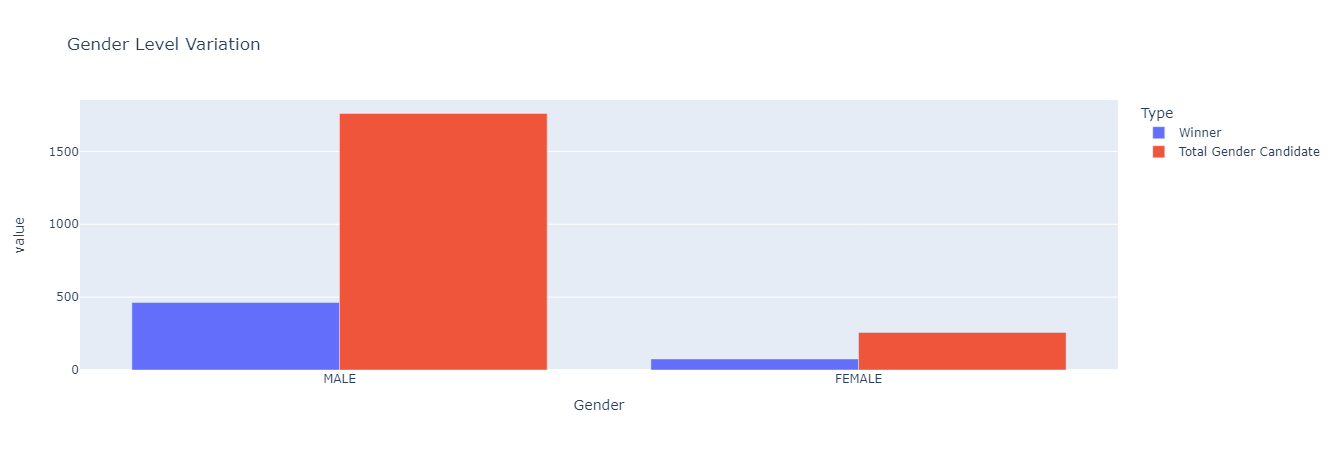 Gender Level Variation
Type
Winner
Total Gender Candidate
1500
1000
500
0
value
MALE
FEMALE
Gender